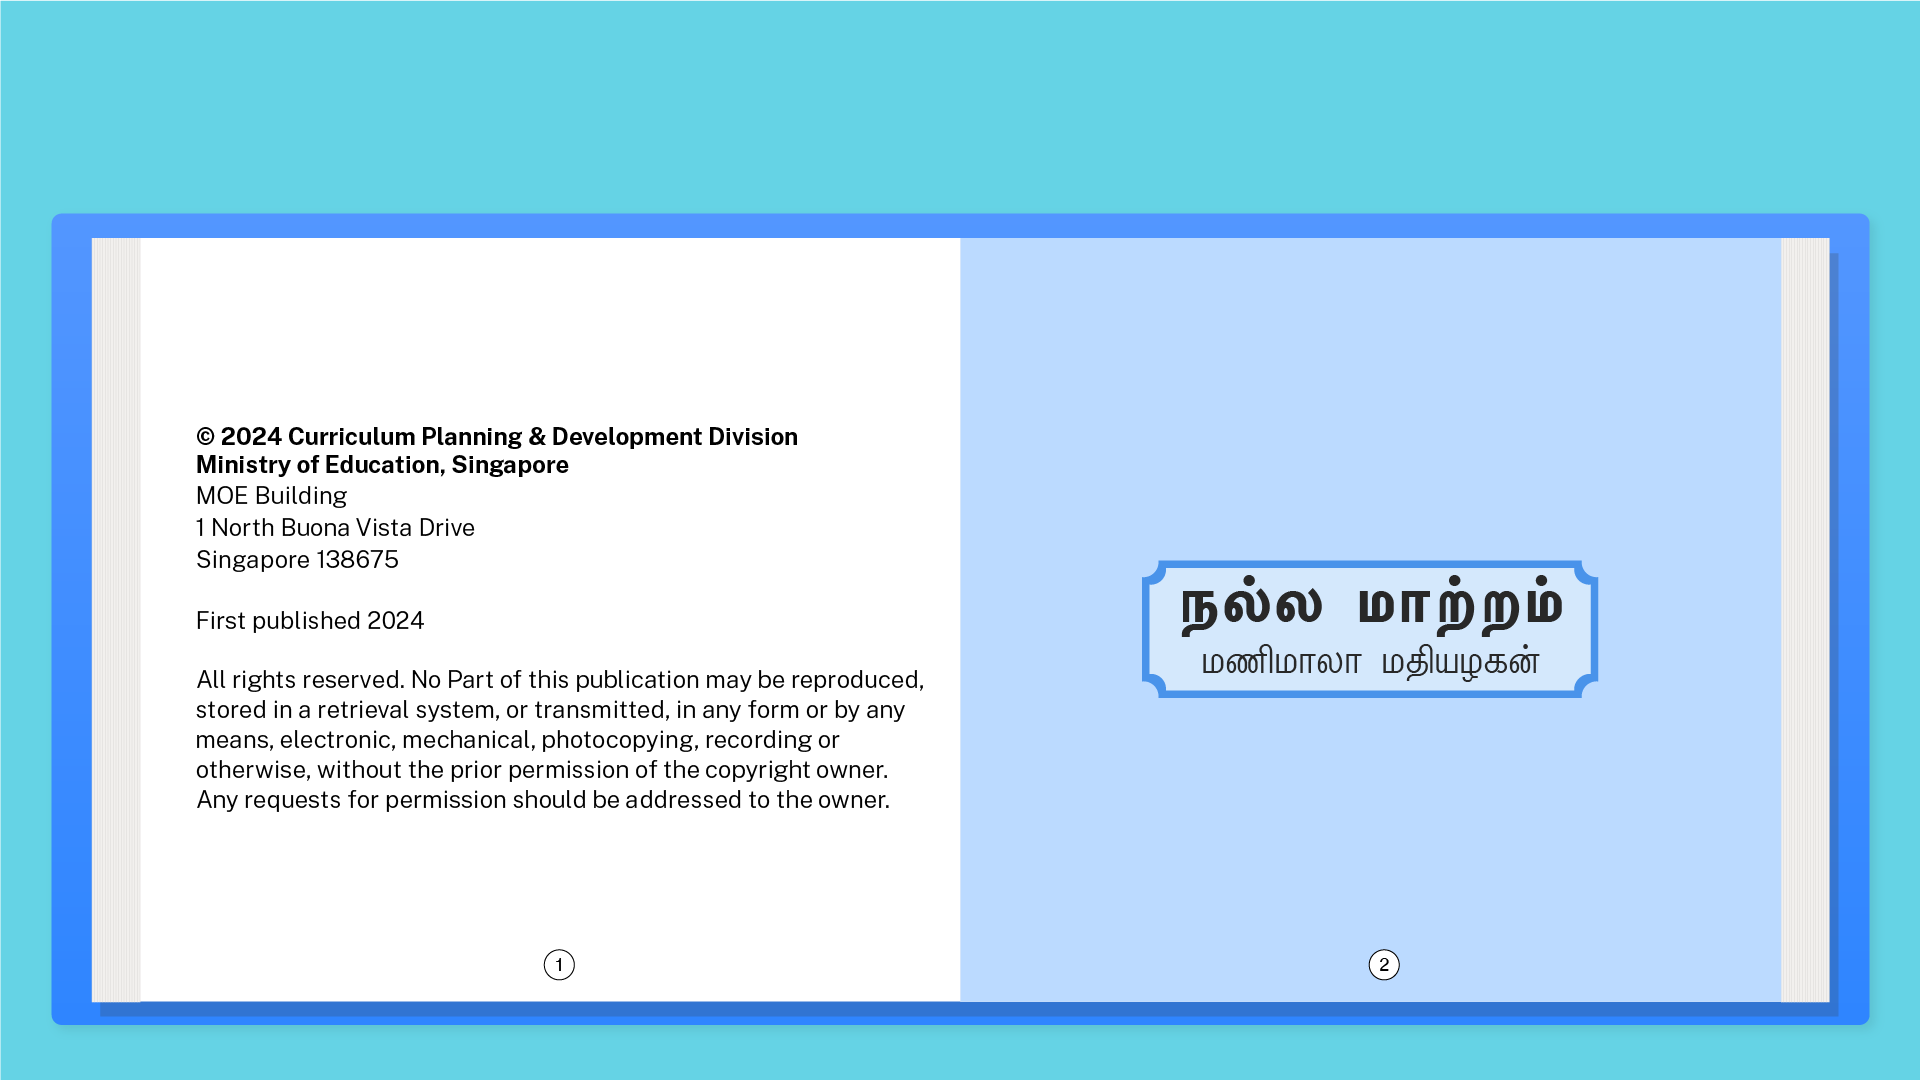 © 2024 Curriculum Planning & Development Division
Ministry of Education, Singapore
MOE Building
1 North Buona Vista Drive
Singapore 138675
First published 2024
All rights reserved. No Part of this publication may be reproduced,
stored in a retrieval system, or transmitted, in any form or by any
means, electronic, mechanical, photocopying, recording or
otherwise, without the prior permission of the copyright owner.
Any requests for permission should be addressed to the owner.
1
நல்ல மாற்றம்
மணிமாலா மதியழகன்
2